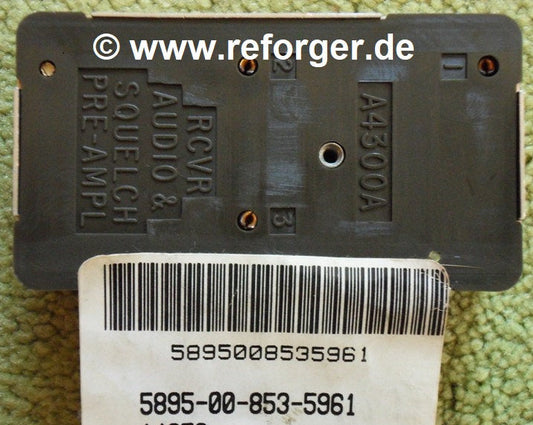 © www.reforger.de
1
2
3
A4300A
RCVR
AUDIO &
SQUELCH
PRE-AMPL
5895008535961
5895-00-853-5961